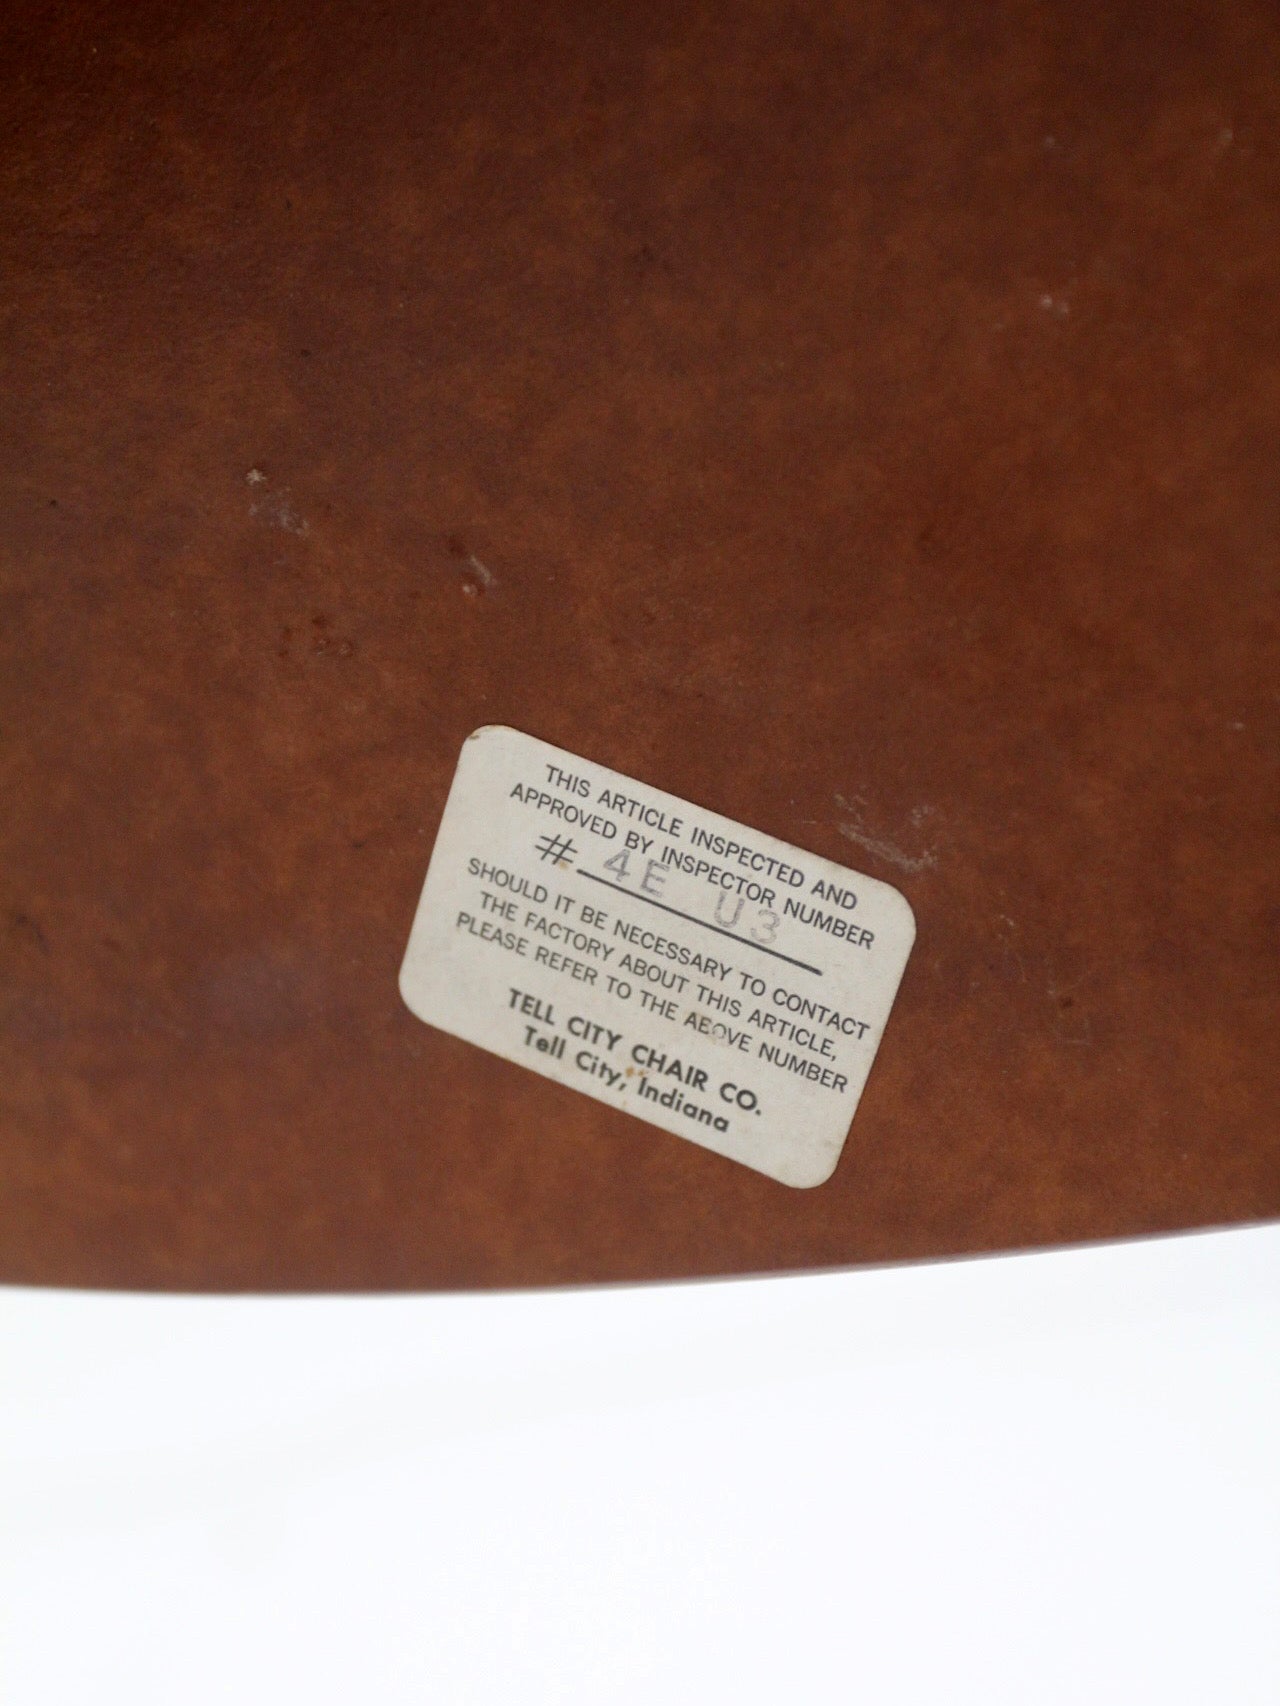 THIS ARTICLE INSPECTED AND
APPROVED BY INSPECTOR NUMBER
# 4E U3
SHOULD IT BE NECESSARY TO CONTACT
THE FACTORY ABOUT THIS ARTICLE,
PLEASE REFER TO THE ABOVE NUMBER
TELL CITY CHAIR CO.
Tell City, Indiana